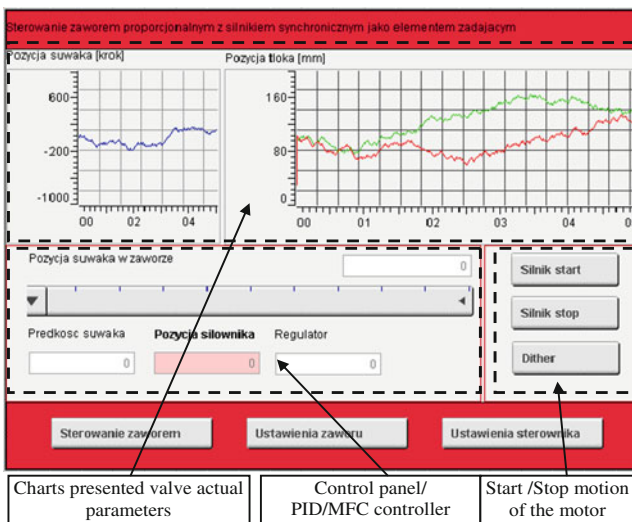 Sterowanie zaworem proporcjonalnym z silnikiem synchronicznym jako elementem zadajacym
Pozycja suwaka [krok]
Pozycja tłoka [mm]
600
-200
-1000
00 02 04
160
80
0
00 01 02 03 04 0
Pozycja suwaka w zaworze
0
Predkosc suwaka
Pozycja silownika
Regulator
0
0
0
Silnik start
Silnik stop
Dither
Sterowanie zaworem
Ustawienia zaworu
Ustawienia sterownika
Charts presented valve actual
parameters
Control panel/
PID/MFC controller
Start /Stop motion
of the motor